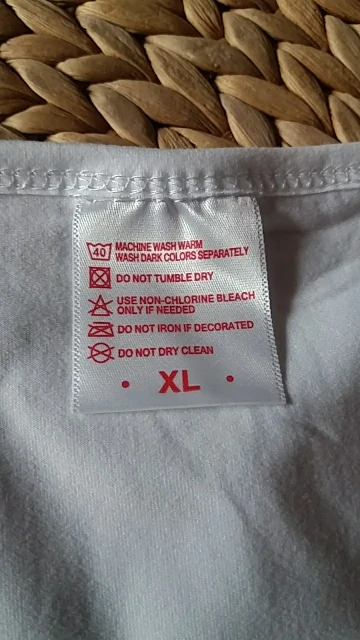 40 MACHINE WASH WARM
WASH DARK COLORS SEPARATELY
DO NOT TUMBLE DRY
USE NON-CHLORINE BLEACH
ONLY IF NEEDED
DO NOT IRON IF DECORATED
DO NOT DRY CLEAN
• XL •